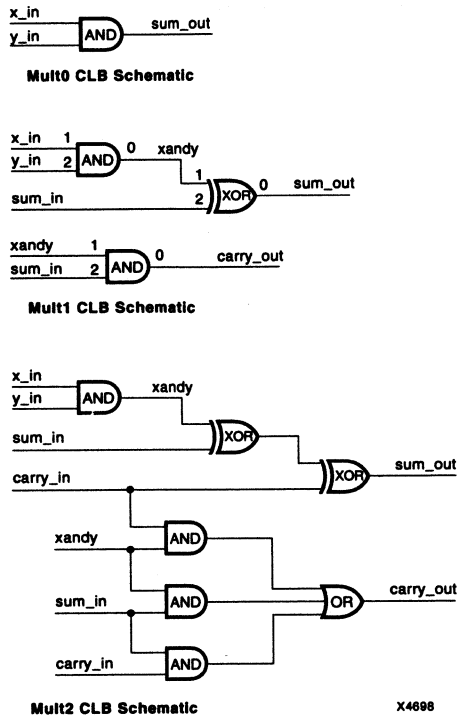 x_in
y_in
AND
sum_out
Mult0 CLB Schematic
x_in 1
y_in 2
AND
0
xandy
1
sum_in
2
XOR
0
sum_out
xandy 1
sum_in 2
AND
0
carry_out
Mult1 CLB Schematic
x_in
y_in
AND
xandy
sum_in
XOR
carry_in
XOR
sum_out
AND
xandy
sum_in
AND
OR
carry_out
carry_in
AND
Mult2 CLB Schematic
X4698